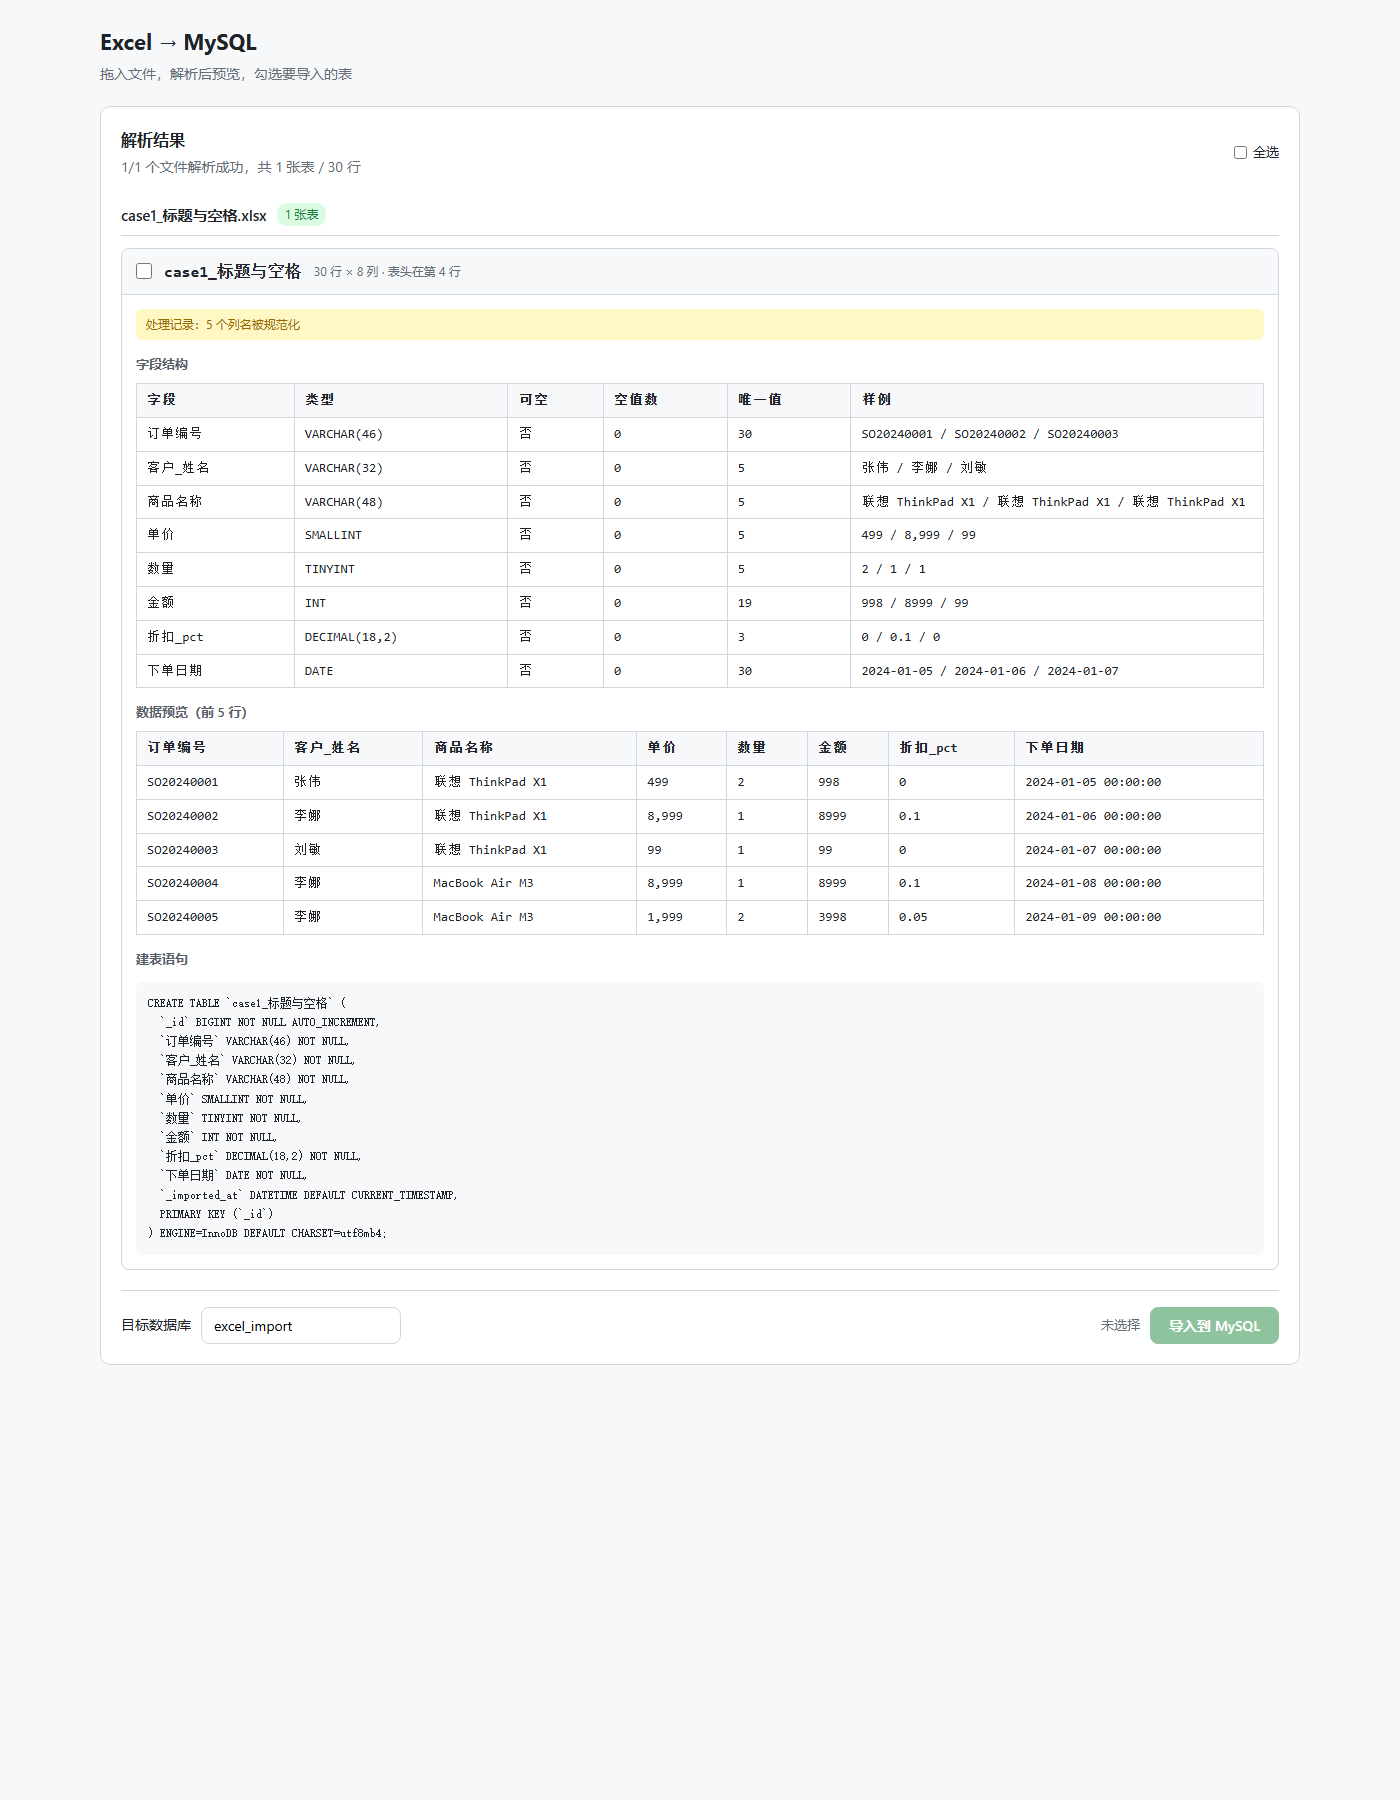 Excel → MySQL
拖入文件，解析后预览，勾选要导入的表
解析结果
1/1 个文件解析成功，共 1 张表 / 30 行
全选
case1_标题与空格.xlsx 1 张表
case1_标题与空格 30 行 × 8 列 · 表头在第 4 行
处理记录：5 个列名被规范化
字段结构
字段 类型 可空 空值数 唯一值 样例
订单编号 VARCHAR(46) 否 0 30 SO20240001 / SO20240002 / SO20240003
客户_姓名 VARCHAR(32) 否 0 5 张伟 / 李娜 / 刘敏
商品名称 VARCHAR(48) 否 0 5 联想 ThinkPad X1 / 联想 ThinkPad X1 / 联想 ThinkPad X1
单价 SMALLINT 否 0 5 499 / 8,999 / 99
数量 TINYINT 否 0 5 2 / 1 / 1
金额 INT 否 0 19 998 / 8999 / 99
折扣_pct DECIMAL(18,2) 否 0 3 0 / 0.1 / 0
下单日期 DATE 否 0 30 2024-01-05 / 2024-01-06 / 2024-01-07
数据预览（前 5 行）
订单编号 客户_姓名 商品名称 单价 数量 金额 折扣_pct 下单日期
SO20240001 张伟 联想 ThinkPad X1 499 2 998 0 2024-01-05 00:00:00
SO20240002 李娜 联想 ThinkPad X1 8,999 1 8999 0.1 2024-01-06 00:00:00
SO20240003 刘敏 联想 ThinkPad X1 99 1 99 0 2024-01-07 00:00:00
SO20240004 李娜 MacBook Air M3 8,999 1 8999 0.1 2024-01-08 00:00:00
SO20240005 李娜 MacBook Air M3 1,999 2 3998 0.05 2024-01-09 00:00:00
建表语句
CREATE TABLE `case1_标题与空格` (
`_id` BIGINT NOT NULL AUTO_INCREMENT,
`订单编号` VARCHAR(46) NOT NULL,
`客户_姓名` VARCHAR(32) NOT NULL,
`商品名称` VARCHAR(48) NOT NULL,
`单价` SMALLINT NOT NULL,
`数量` TINYINT NOT NULL,
`金额` INT NOT NULL,
`折扣_pct` DECIMAL(18,2) NOT NULL,
`下单日期` DATE NOT NULL,
`_imported_at` DATETIME DEFAULT CURRENT_TIMESTAMP,
PRIMARY KEY (`_id`)
) ENGINE=InnoDB DEFAULT CHARSET=utf8mb4;
目标数据库 excel_import 未选择 导入到 MySQL